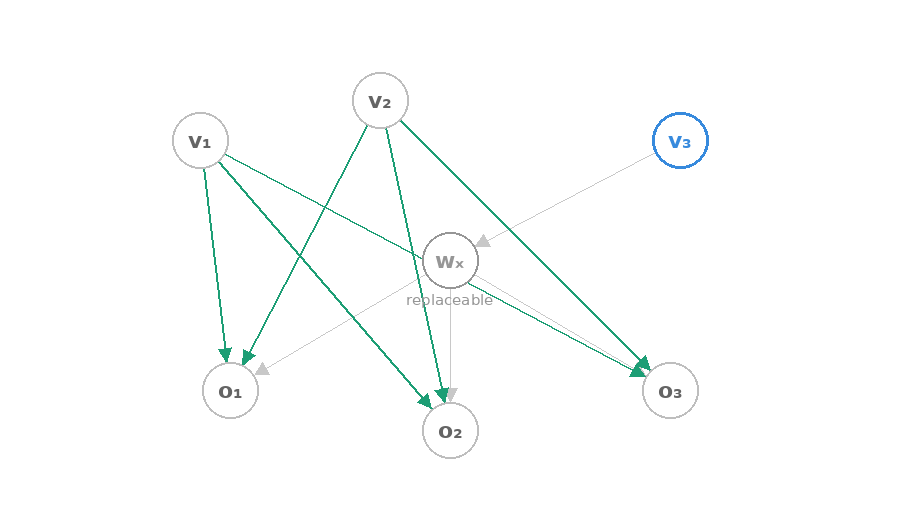 v₂
v₁
v₃
wₓ
replaceable
o₁
o₃
o₂